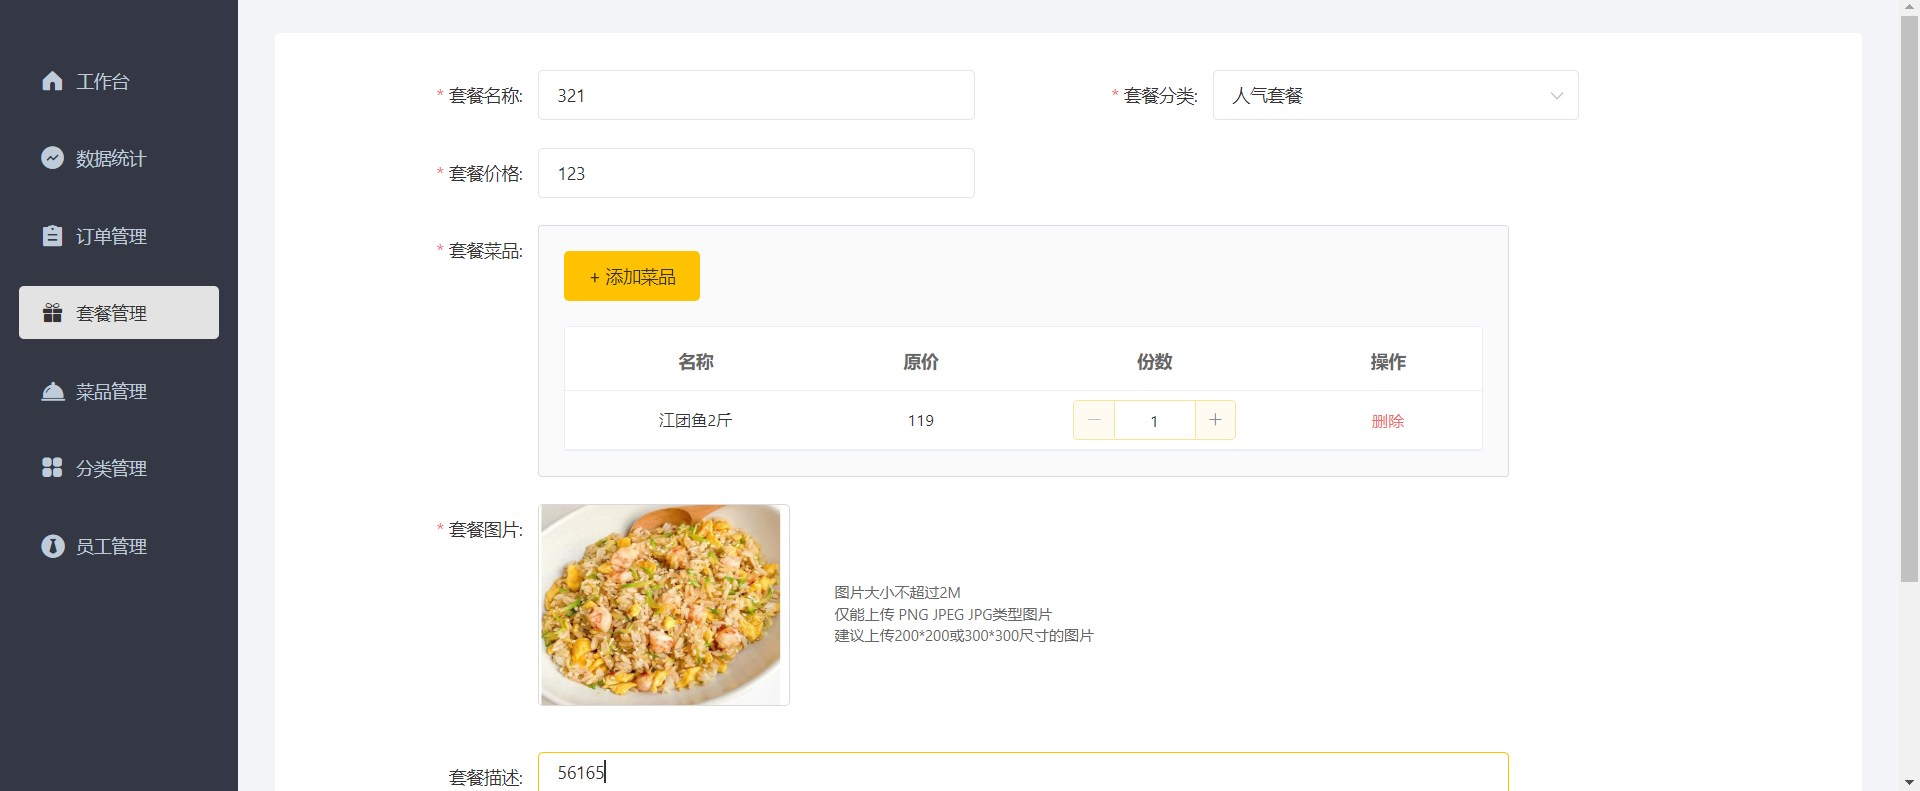 工作台
数据统计
订单管理
套餐管理
菜品管理
分类管理
员工管理
* 套餐名称: 321
* 套餐分类: 人气套餐
* 套餐价格: 123
* 套餐菜品:
+ 添加菜品
名称 原价 份数 操作
江团鱼2斤 119 1 删除
* 套餐图片:
图片大小不超过2M
仅能上传 PNG JPEG JPG类型图片
建议上传200*200或300*300尺寸的图片
套餐描述: 56165